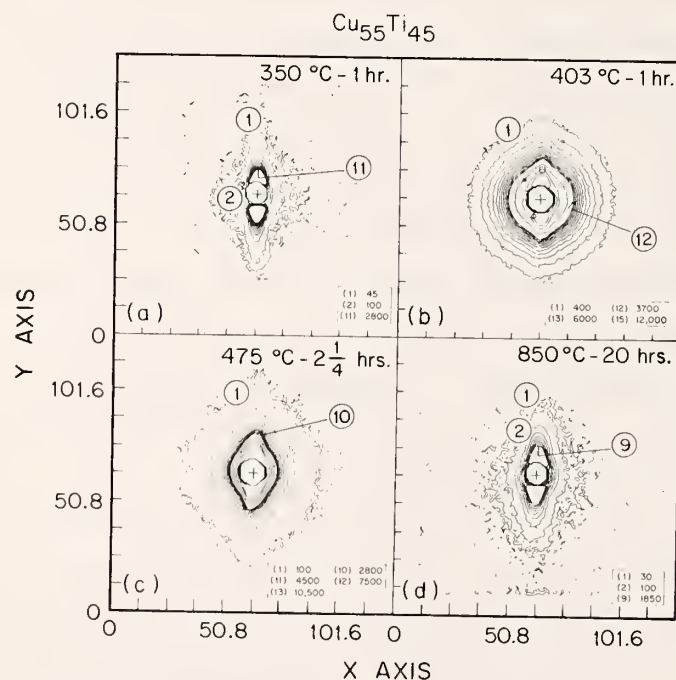 Cu55Ti45
350 °C - 1 hr.
1
11
2
(1) 45
(2) 100
(11) 2800
(a)
403 °C - 1 hr.
1
12
(1) 400 (12) 3700
(13) 6000 (15) 12,000
(b)
475 °C - 2 1/4 hrs.
1
10
(1) 100 (10) 2800
(11) 4500 (12) 7500
(13) 10,500
(c)
850 °C - 20 hrs.
1
2
9
(1) 30
(2) 100
(9) 1850
(d)
Y AXIS
101.6
50.8
0
101.6
50.8
0
0 50.8 101.6 0 50.8 101.6
X AXIS